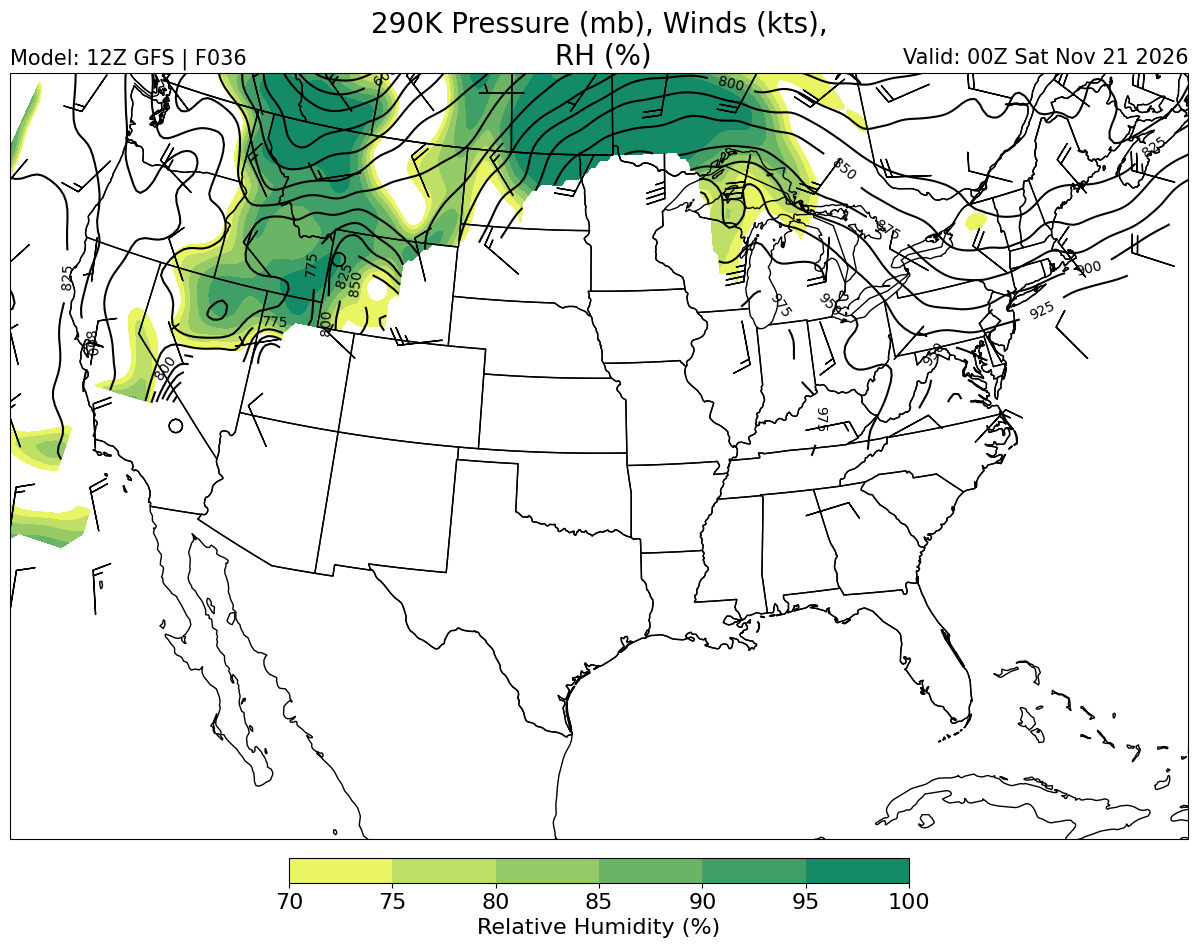 290K Pressure (mb), Winds (kts),
RH (%)
Model: 12Z GFS | F036
Valid: 00Z Sat Nov 21 2026
800
825
850
875
825
900
925
775
825
850
775
800
800
975
950
950
975
70 75 80 85 90 95 100
Relative Humidity (%)